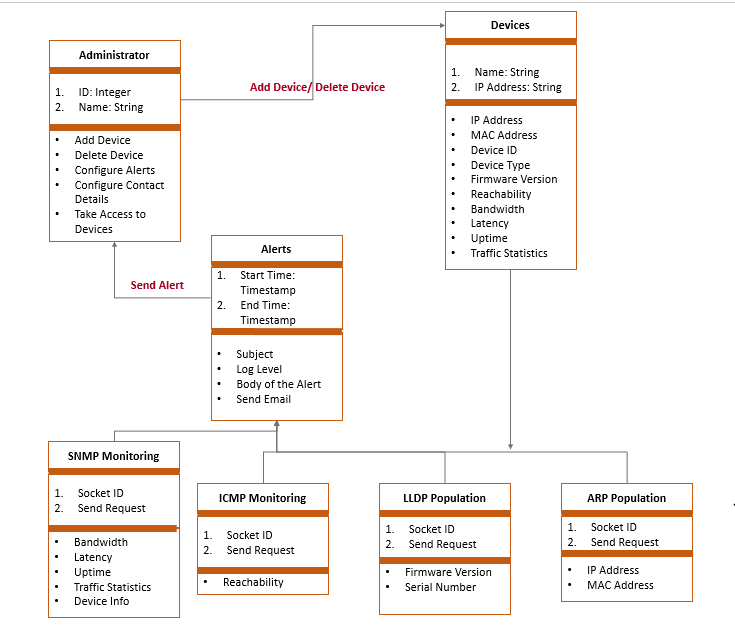 Administrator
1. ID: Integer
2. Name: String
• Add Device
• Delete Device
• Configure Alerts
• Configure Contact
Details
• Take Access to
Devices
Add Device/ Delete Device
Devices
1. Name: String
2. IP Address: String
• IP Address
• MAC Address
• Device ID
• Device Type
• Firmware Version
• Reachability
• Bandwidth
• Latency
• Uptime
• Traffic Statistics
Send Alert
Alerts
1. Start Time:
Timestamp
2. End Time:
Timestamp
• Subject
• Log Level
• Body of the Alert
• Send Email
SNMP Monitoring
1. Socket ID
2. Send Request
• Bandwidth
• Latency
• Uptime
• Traffic Statistics
• Device Info
ICMP Monitoring
1. Socket ID
2. Send Request
• Reachability
LLDP Population
1. Socket ID
2. Send Request
• Firmware Version
• Serial Number
ARP Population
1. Socket ID
2. Send Request
• IP Address
• MAC Address